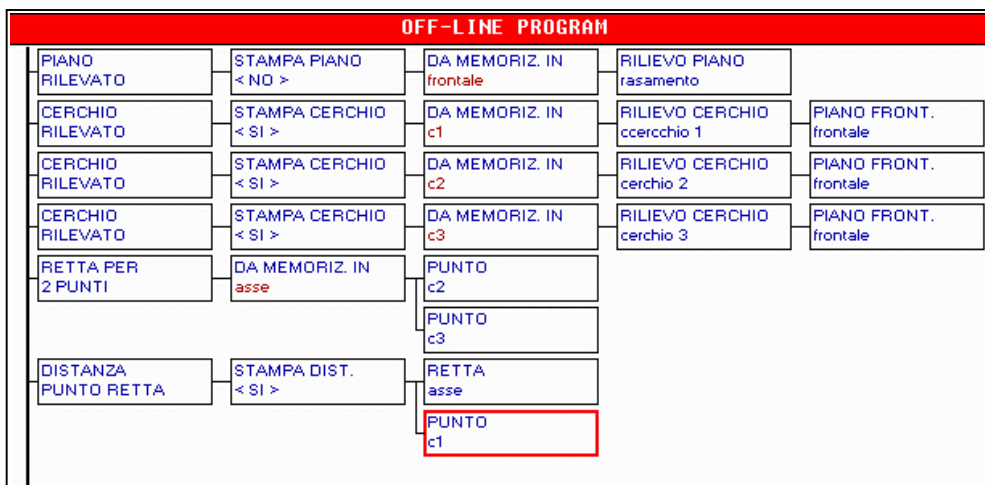 OFF-LINE PROGRAM
PIANO
RILEVATO
STAMPA PIANO
< NO >
DA MEMORIZ. IN
frontale
RILIEVO PIANO
rasamento
CERCHIO
RILEVATO
STAMPA CERCHIO
< SI >
DA MEMORIZ. IN
c1
RILIEVO CERCHIO
ccercchio 1
PIANO FRONT.
frontale
CERCHIO
RILEVATO
STAMPA CERCHIO
< SI >
DA MEMORIZ. IN
c2
RILIEVO CERCHIO
cerchio 2
PIANO FRONT.
frontale
CERCHIO
RILEVATO
STAMPA CERCHIO
< SI >
DA MEMORIZ. IN
c3
RILIEVO CERCHIO
cerchio 3
PIANO FRONT.
frontale
RETTA PER
2 PUNTI
DA MEMORIZ. IN
asse
PUNTO
c2
PUNTO
c3
DISTANZA
PUNTO RETTA
STAMPA DIST.
< SI >
RETTA
asse
PUNTO
c1